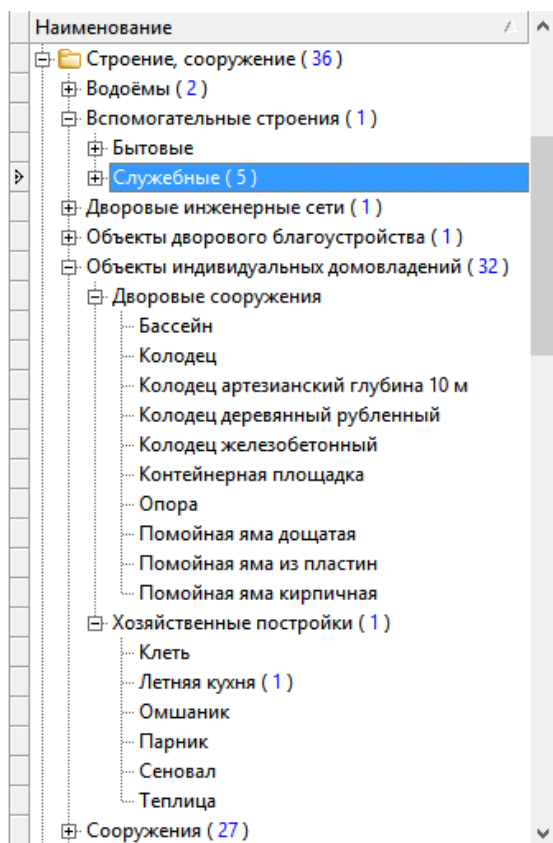 Наименование
Строение, сооружение ( 36 )
Водоёмы ( 2 )
Вспомогательные строения ( 1 )
Бытовые
Служебные ( 5 )
Дворовые инженерные сети ( 1 )
Объекты дворового благоустройства ( 1 )
Объекты индивидуальных домовладений ( 32 )
Дворовые сооружения
Бассейн
Колодец
Колодец артезианский глубина 10 м
Колодец деревянный рубленный
Колодец железобетонный
Контейнерная площадка
Опора
Помойная яма дощатая
Помойная яма из пластин
Помойная яма кирпичная
Хозяйственные постройки ( 1 )
Клеть
Летняя кухня ( 1 )
Омшаник
Парник
Сеновал
Теплица
Сооружения ( 27 )